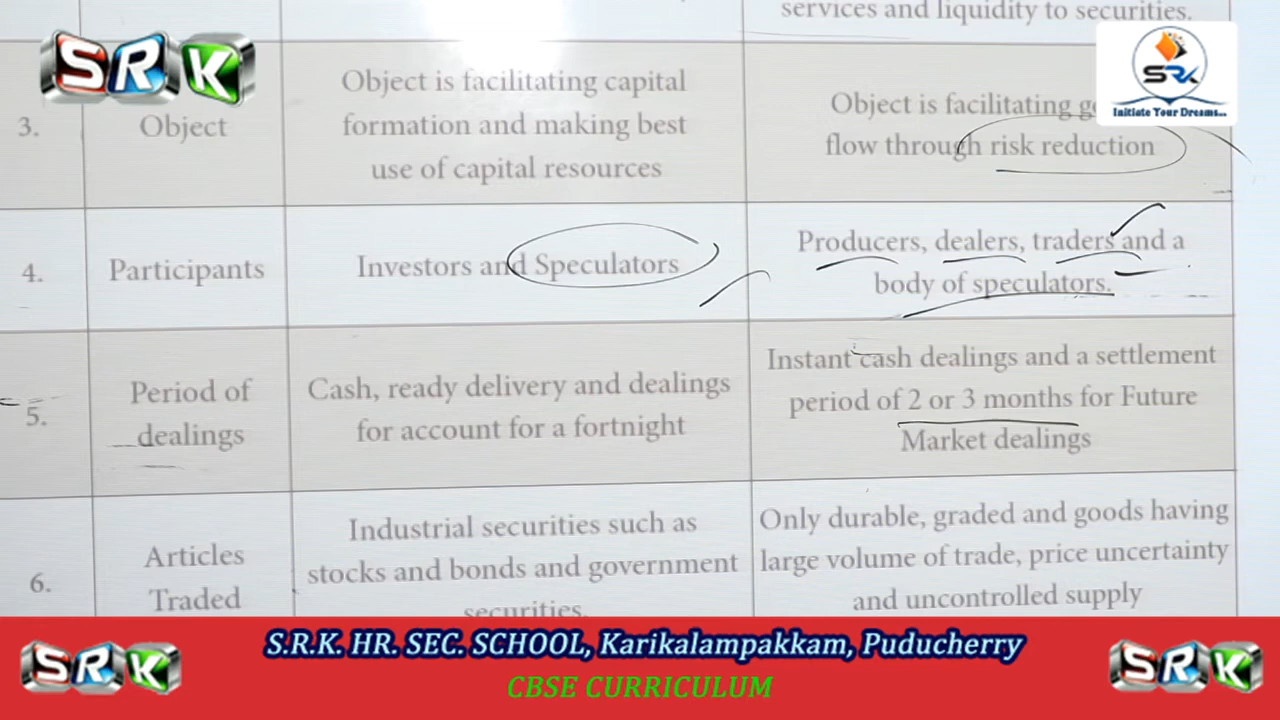 services and liquidity to securities.
SRK
SRK
Initiate Your Dreams...
3.
Object
Object is facilitating capital
formation and making best
use of capital resources
Object is facilitating
flow through risk reduction
4.
Participants
Investors and Speculators
Producers, dealers, traders and a
body of speculators.
5.
Period of
dealings
Cash, ready delivery and dealings
for account for a fortnight
Instant cash dealings and a settlement
period of 2 or 3 months for Future
Market dealings
6.
Articles
Traded
Industrial securities such as
stocks and bonds and government
securities.
Only durable, graded and goods having
large volume of trade, price uncertainty
and uncontrolled supply
SRK
S.R.K. HR. SEC. SCHOOL, Karikalampakkam, Puducherry
CBSE CURRICULUM
SRK